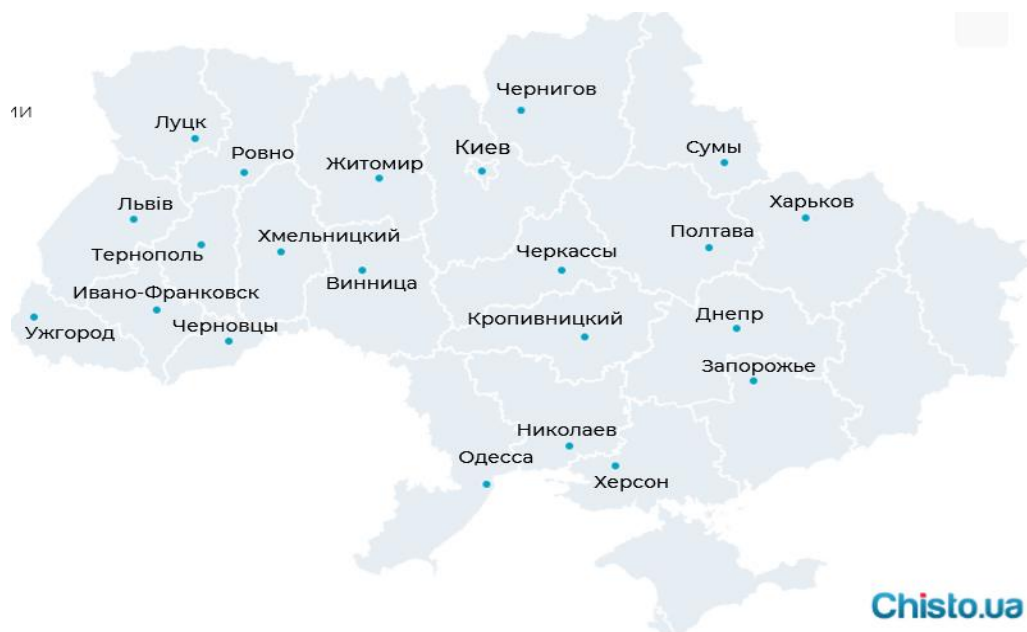 Чернигов
ии
Луцк
Ровно
Житомир
Киев
Сумы
Львів
Харьков
Тернополь
Хмельницкий
Черкассы
Полтава
Ивано-Франковск
Винница
Ужгород
Черновцы
Кропивницкий
Днепр
Запорожье
Николаев
Одесса
Херсон
Chisto.ua